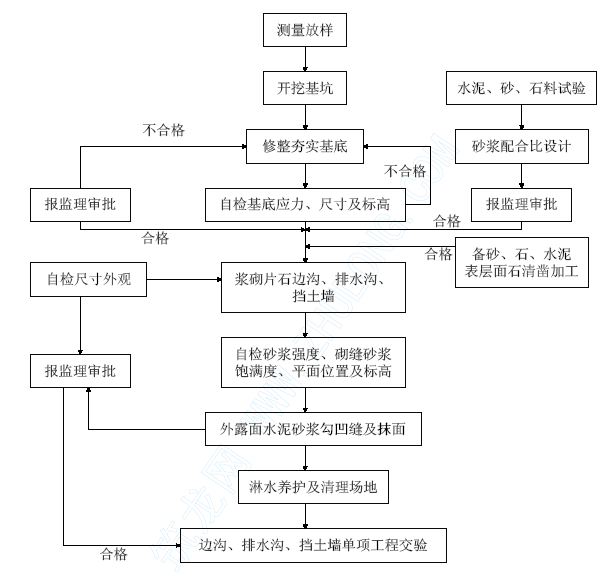 测量放样
开挖基坑
水泥、砂、石料试验
不合格
修整夯实基底
砂浆配合比设计
不合格
报监理审批
自检基底应力、尺寸及标高
报监理审批
合格
合格
合格
备砂、石、水泥
表层面石清凿加工
自检尺寸外观
浆砌片石边沟、排水沟、
挡土墙
自检砂浆强度、砌缝砂浆
饱满度、平面位置及标高
报监理审批
外露面水泥砂浆勾凹缝及抹面
淋水养护及清理场地
合格
边沟、排水沟、挡土墙单项工程交验